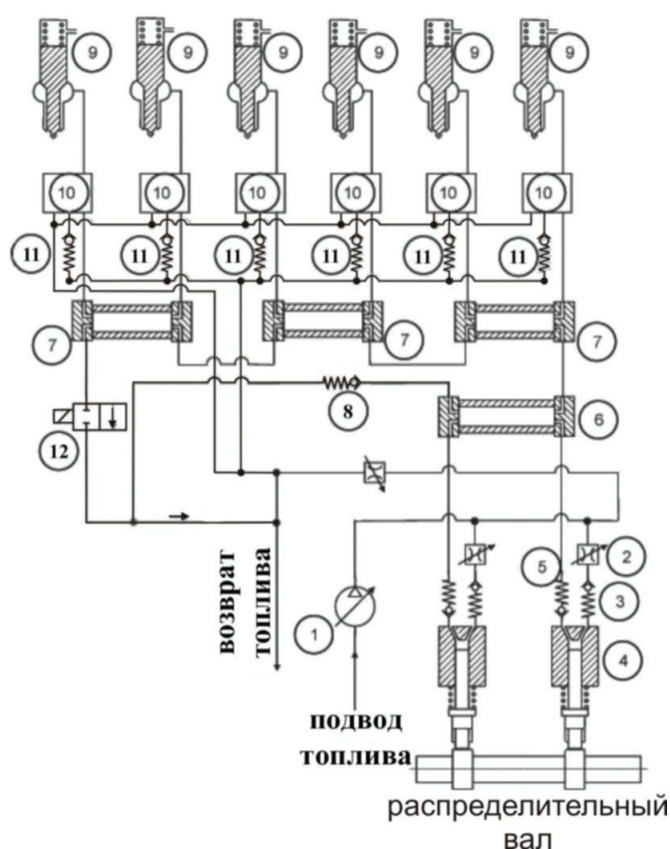 9 9 9 9 9 9
10 10 10 10 10 10
11 11 11 11 11 11
7 7 7
8
6
12
возврат
топлива
1
5
2
3
4
подвод
топлива
распределительный
вал